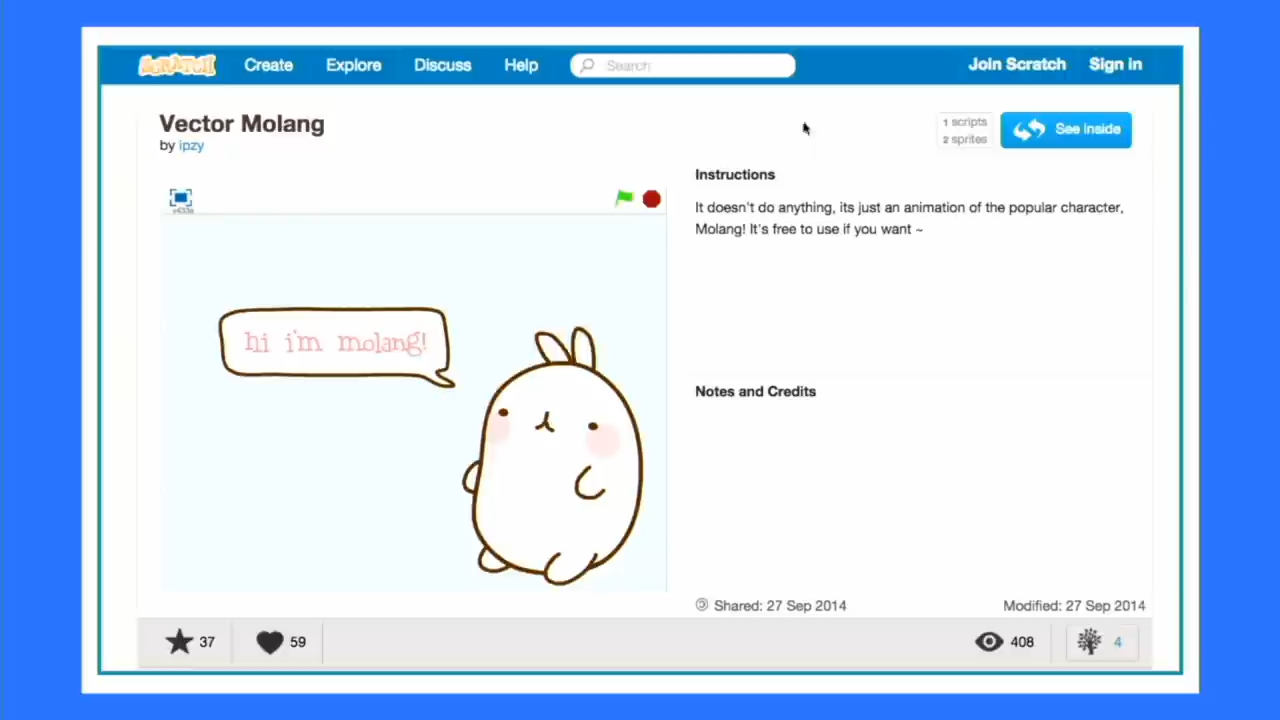 SCRATCH Create Explore Discuss Help Search Join Scratch Sign in
Vector Molang
by ipzy
1 scripts
2 sprites
See inside
v433a
hi i'm molang!
Instructions
It doesn't do anything, its just an animation of the popular character,
Molang! It's free to use if you want ~
Notes and Credits
Shared: 27 Sep 2014 Modified: 27 Sep 2014
37 59 408 4